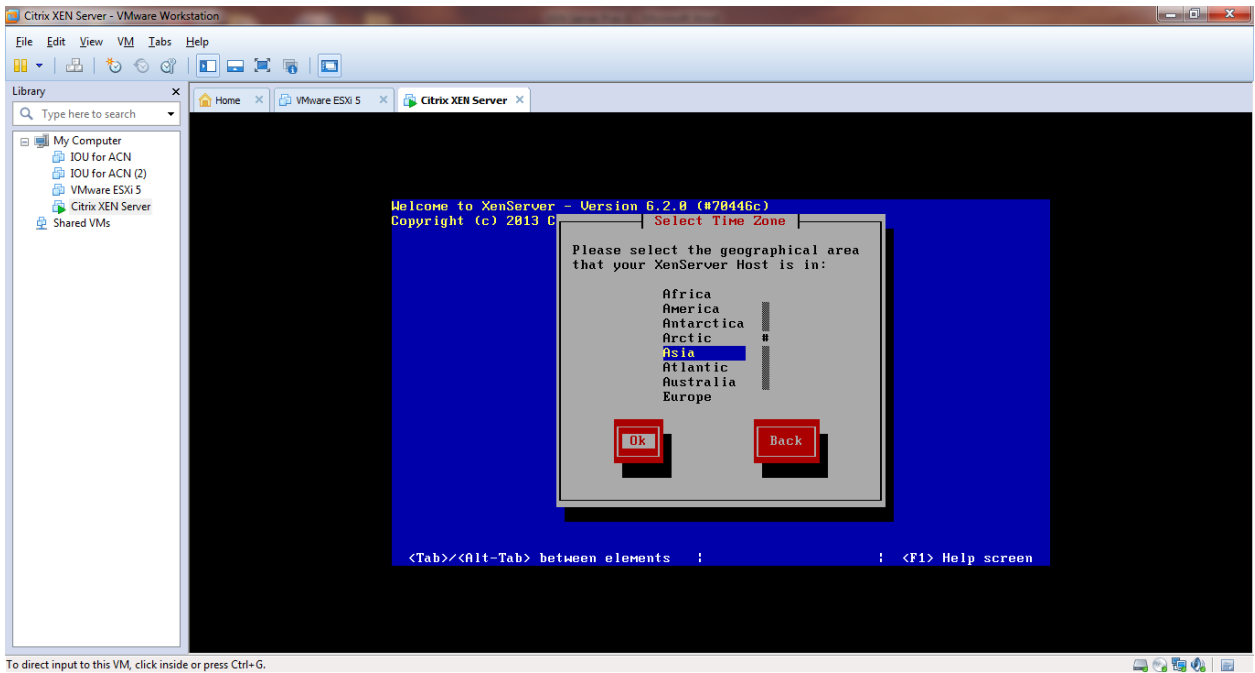 Citrix XEN Server - VMware Workstation
File Edit View VM Tabs Help
Library
Type here to search
My Computer
IOU for ACN
IOU for ACN (2)
VMware ESXi 5
Citrix XEN Server
Shared VMs
Home VMware ESXi 5 Citrix XEN Server
Welcome to XenServer - Version 6.2.0 (#70446c)
Copyright (c) 2013 C
Select Time Zone
Please select the geographical area
that your XenServer Host is in:
Africa
America
Antarctica
Arctic #
Asia
Atlantic
Australia
Europe
Ok Back
<Tab>/<Alt-Tab> between elements ¦ ¦ <F1> Help screen
To direct input to this VM, click inside or press Ctrl+G.